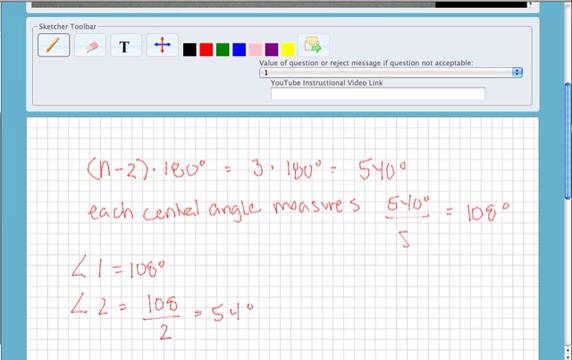 Sketcher Toolbar
T
Value of question or reject message if question not acceptable:
1
YouTube Instructional Video Link
(n-2)·180° = 3·180° = 540°
each central angle measures 540°/5 = 108°
∠1 = 108°
∠2 = 108/2 = 54°